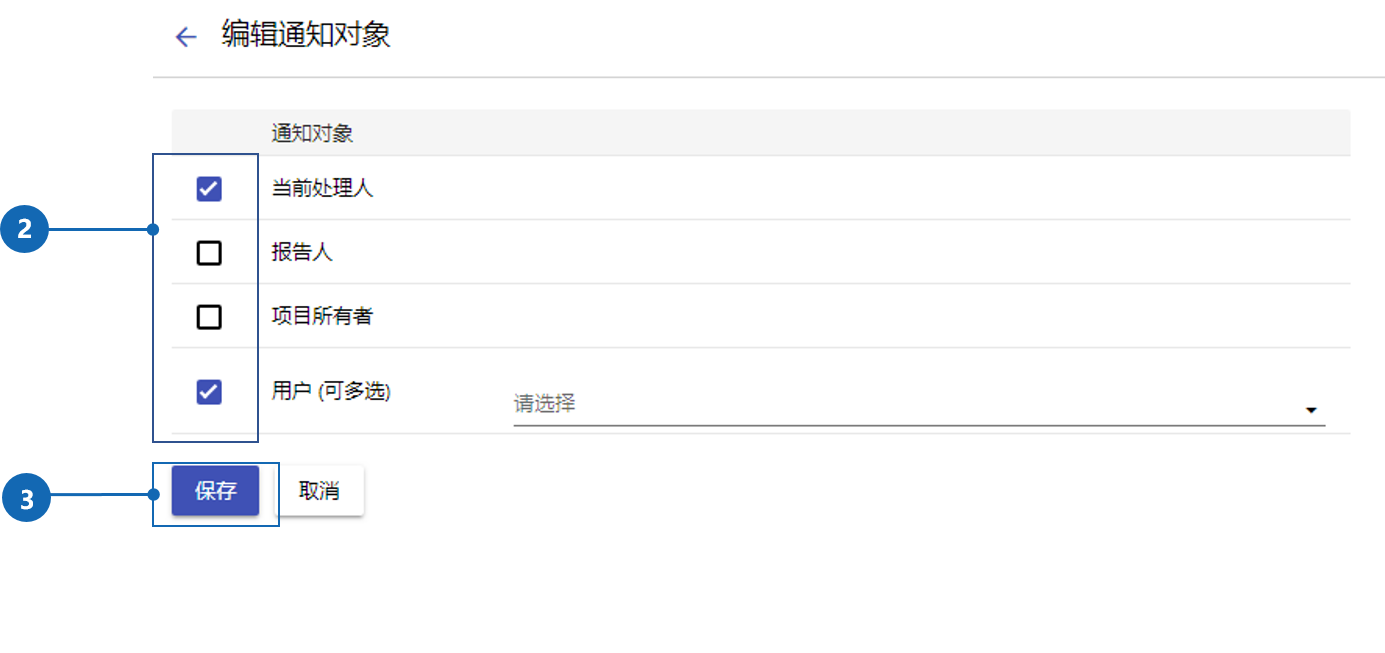 编辑通知对象
通知对象
当前处理人
2
报告人
项目所有者
用户 (可多选)
请选择
3
保存
取消